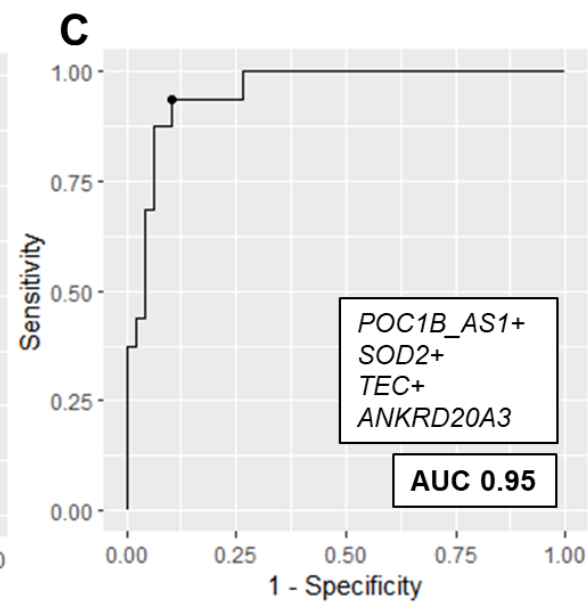 C
1.00
0.75
0.50
0.25
0.00
Sensitivity
POC1B_AS1+
SOD2+
TEC+
ANKRD20A3
AUC 0.95
0.00 0.25 0.50 0.75 1.00
1 - Specificity